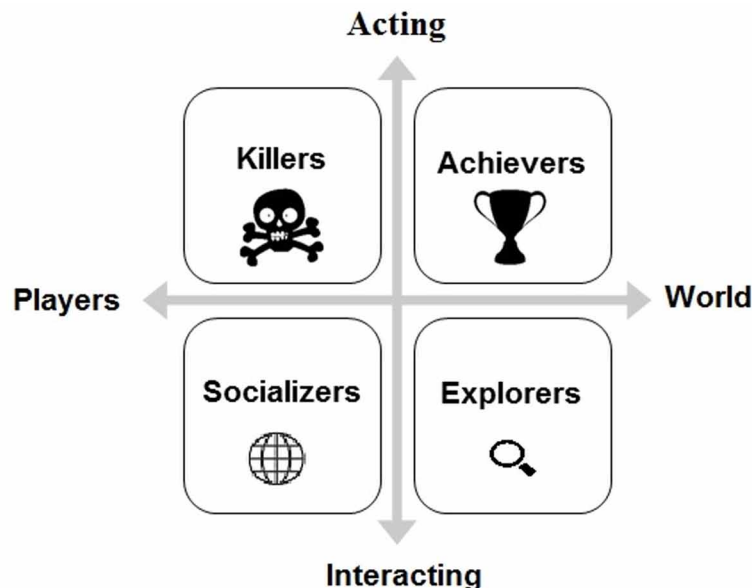 Acting
Killers
Achievers
Players
World
Socializers
Explorers
Interacting